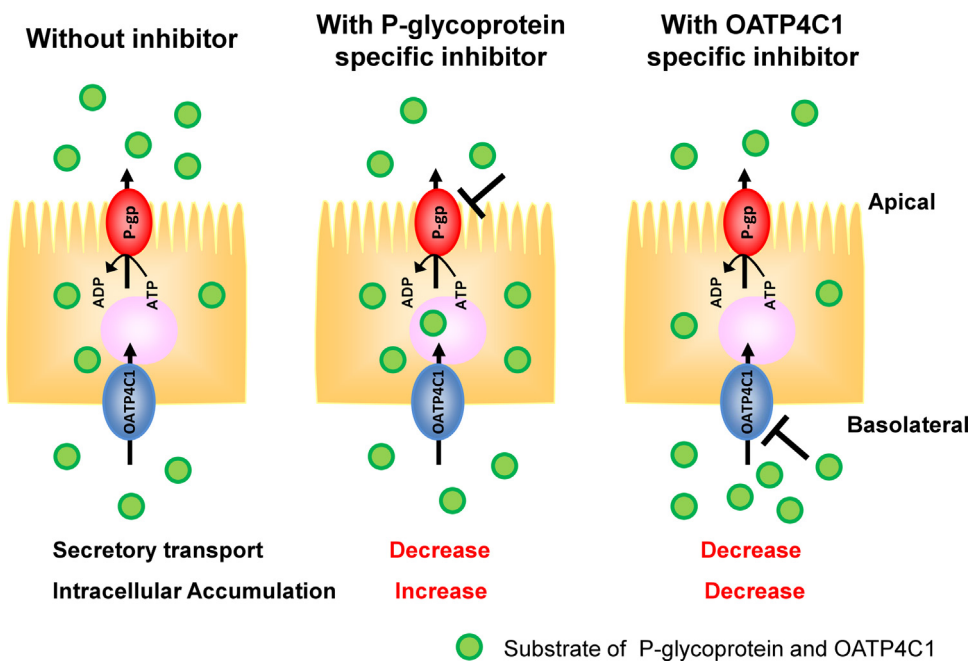 Without inhibitor
With P-glycoprotein
specific inhibitor
With OATP4C1
specific inhibitor
P-gp
ADP
ATP
OATP4C1
P-gp
ADP
ATP
OATP4C1
P-gp
ADP
ATP
OATP4C1
Apical
Basolateral
Secretory transport Decrease Decrease
Intracellular Accumulation Increase Decrease
Substrate of P-glycoprotein and OATP4C1